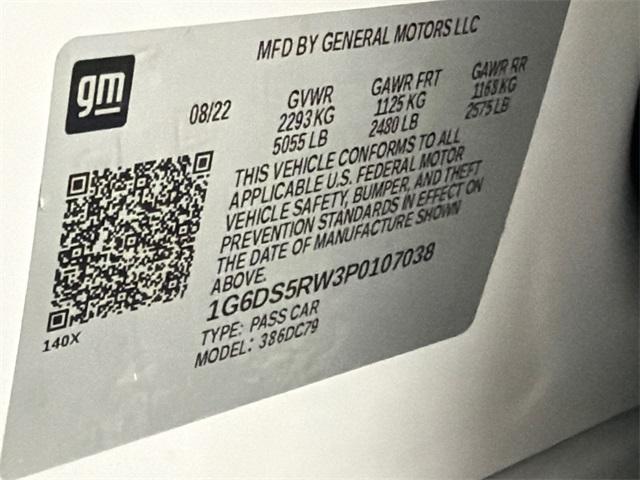 gm
MFD BY GENERAL MOTORS LLC
08/22
GVWR
2293 KG
5055 LB
GAWR FRT
1125 KG
2480 LB
GAWR RR
1168 KG
2575 LB
THIS VEHICLE CONFORMS TO ALL
APPLICABLE U.S. FEDERAL MOTOR
VEHICLE SAFETY, BUMPER, AND THEFT
PREVENTION STANDARDS IN EFFECT ON
THE DATE OF MANUFACTURE SHOWN
ABOVE.
1G6DS5RW3P0107038
TYPE: PASS CAR
MODEL: 386DC79
140X